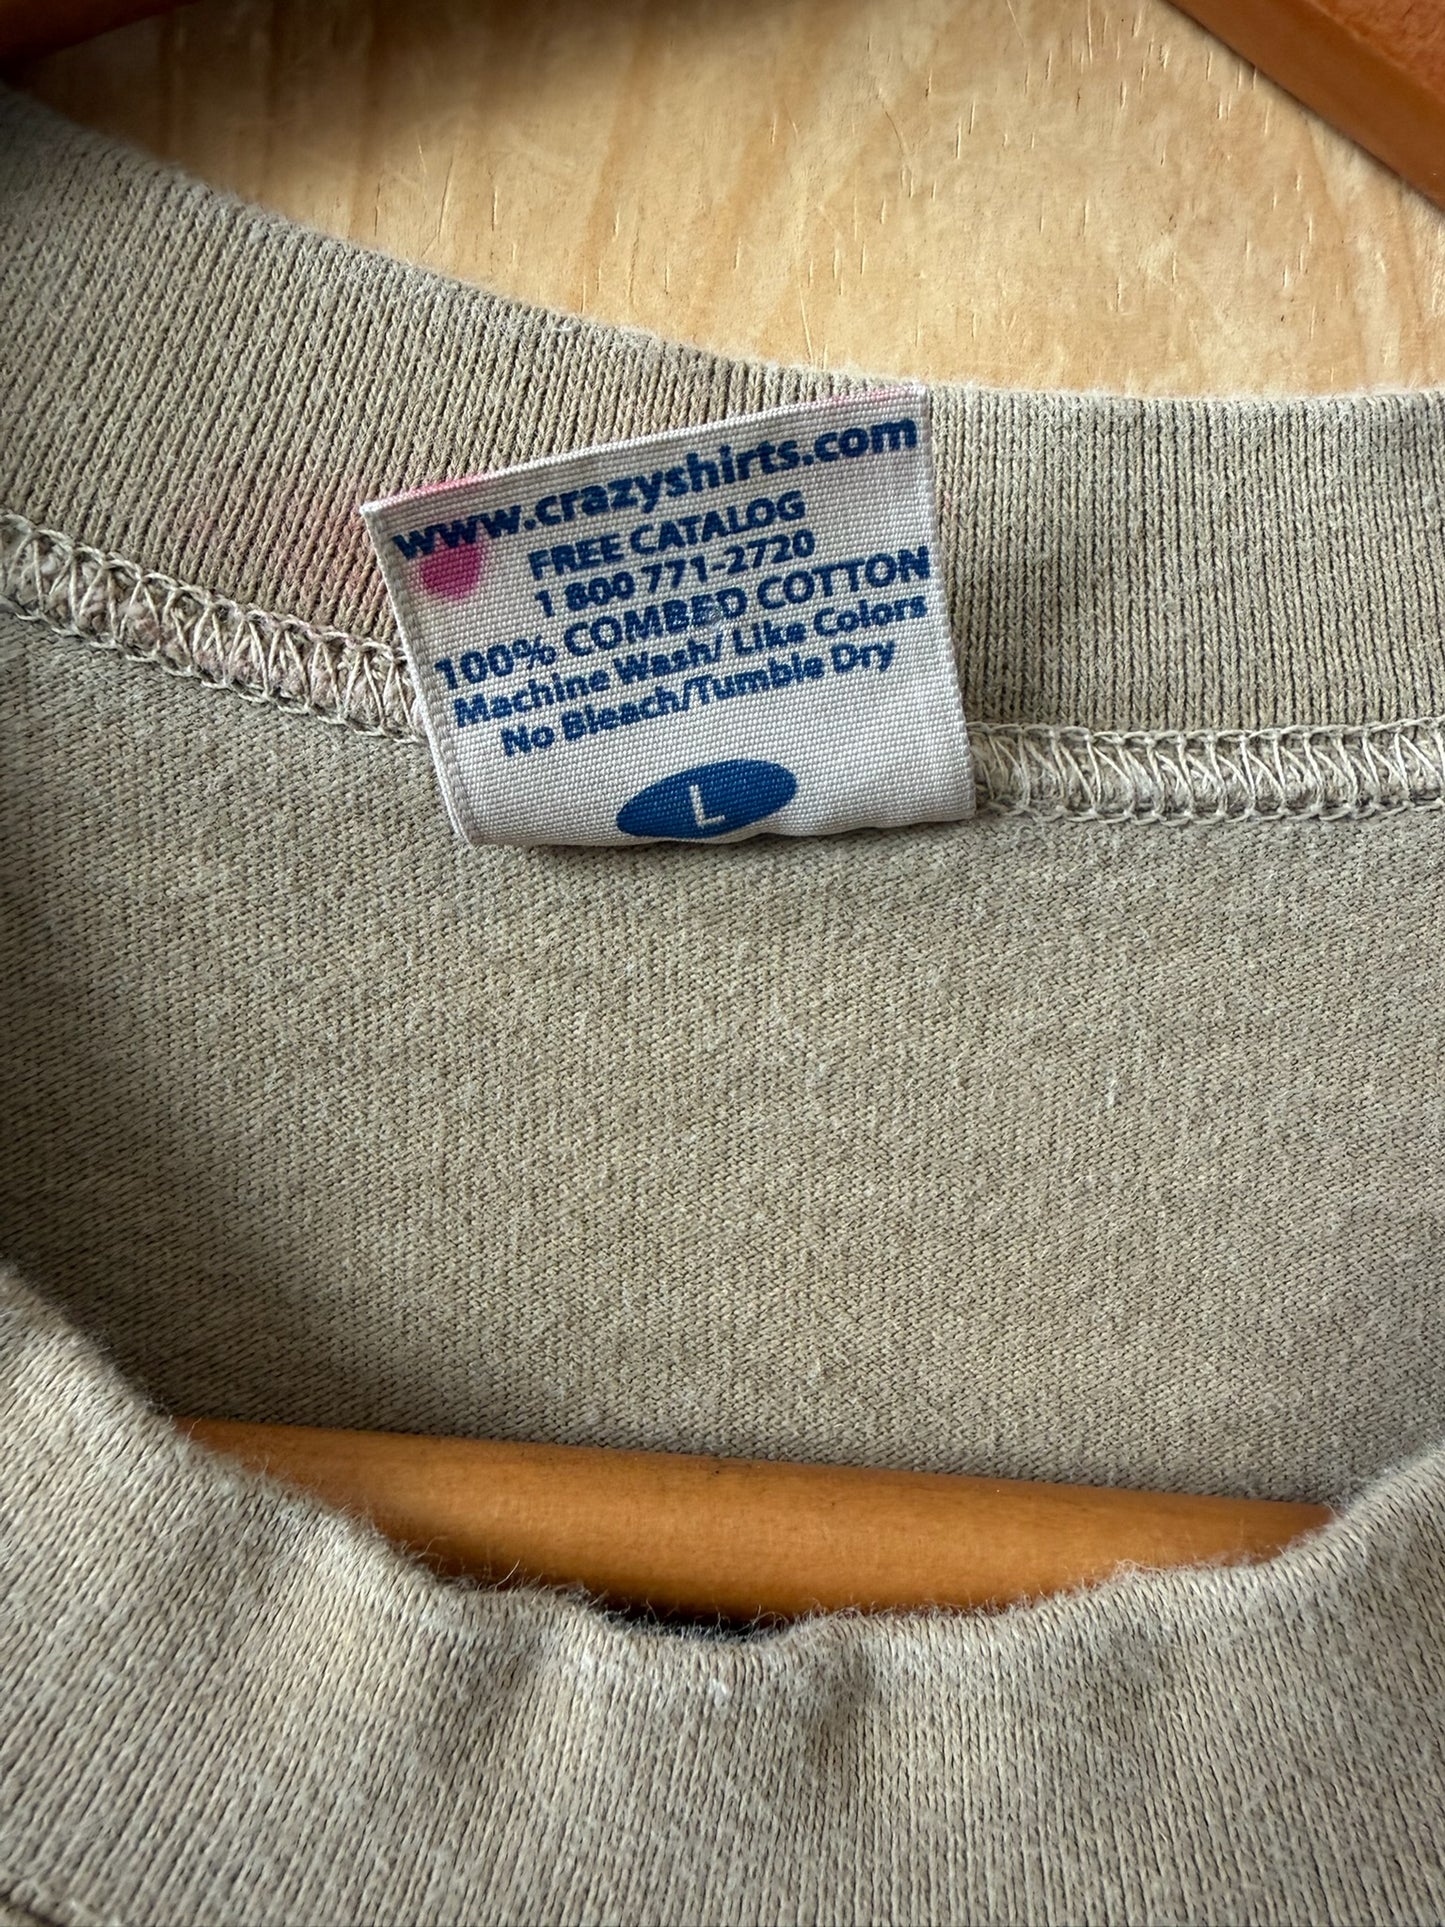 www.crazyshirts.com
FREE CATALOG
1 800 771-2720
100% COMBED COTTON
Machine Wash/ Like Colors
No Bleach/Tumble Dry
L